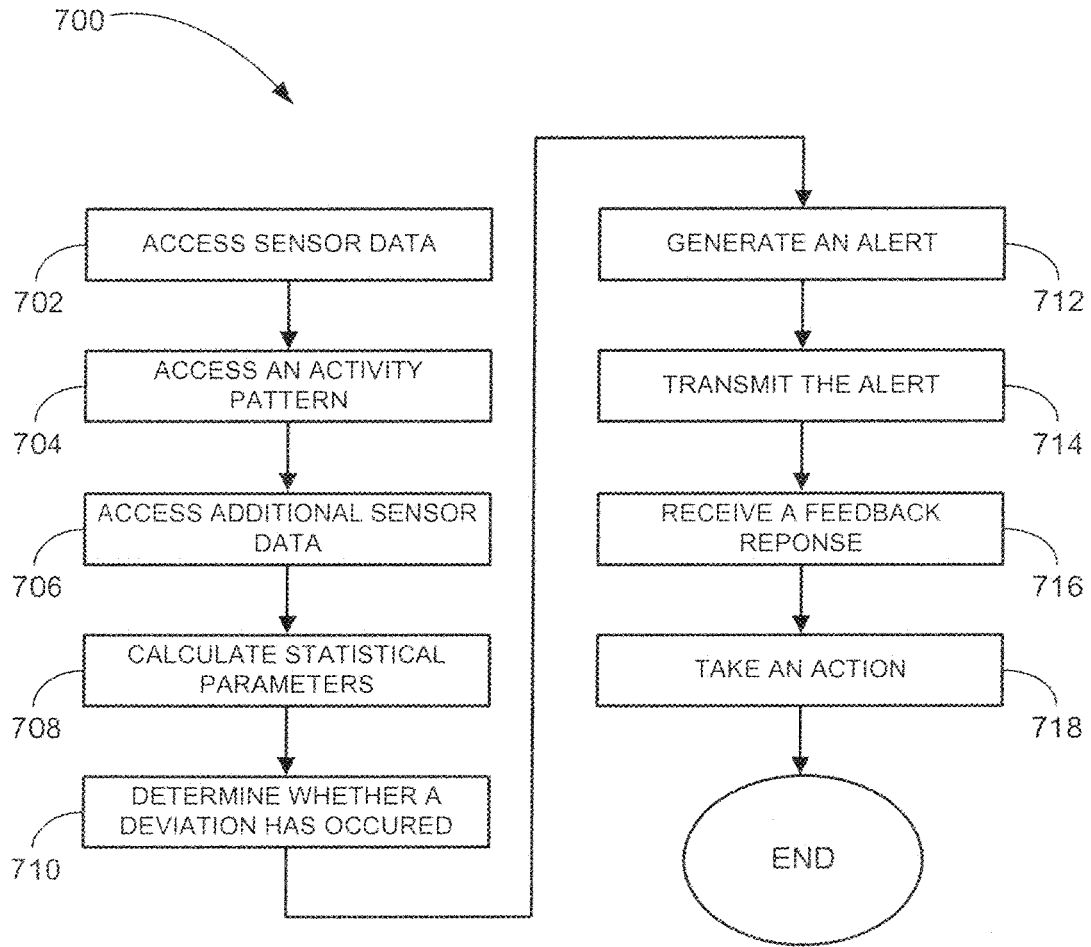 700
ACCESS SENSOR DATA
702
ACCESS AN ACTIVITY
PATTERN
704
ACCESS ADDITIONAL SENSOR
DATA
706
CALCULATE STATISTICAL
PARAMETERS
708
DETERMINE WHETHER A
DEVIATION HAS OCCURED
710
GENERATE AN ALERT
712
TRANSMIT THE ALERT
714
RECEIVE A FEEDBACK
REPONSE
716
TAKE AN ACTION
718
END